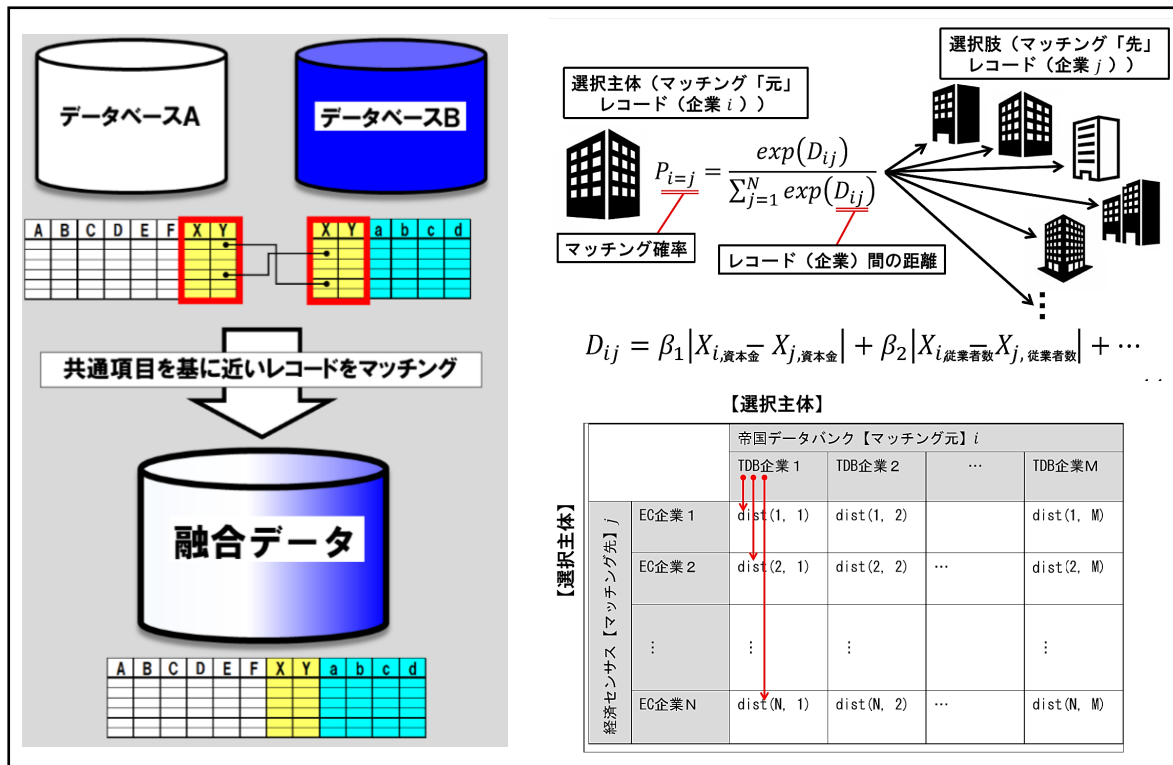 データベースA
データベースB
A B C D E F X Y
X Y a b c d
共通項目を基に近いレコードをマッチング
融合データ
A B C D E F X Y a b c d
選択主体(マッチング「元」
レコード(企業 i ))
選択肢(マッチング「先」
レコード(企業 j ))
P_{i=j} = exp(D_{ij}) / ∑_{j=1}^{N} exp(D_{ij})
マッチング確率
レコード(企業)間の距離
⋮
D_{ij} = β_1|X_{i,資本金} − X_{j,資本金}| + β_2|X_{i,従業者数} − X_{j,従業者数}| + ⋯
【選択主体】
帝国データバンク【マッチング元】i
TDB企業1 TDB企業2 … TDB企業M
【選択主体】
経済センサス【マッチング先】j
EC企業1 dist(1, 1) dist(1, 2) dist(1, M)
EC企業2 dist(2, 1) dist(2, 2) … dist(2, M)
⋮ ⋮ ⋮ ⋮
EC企業N dist(N, 1) dist(N, 2) … dist(N, M)